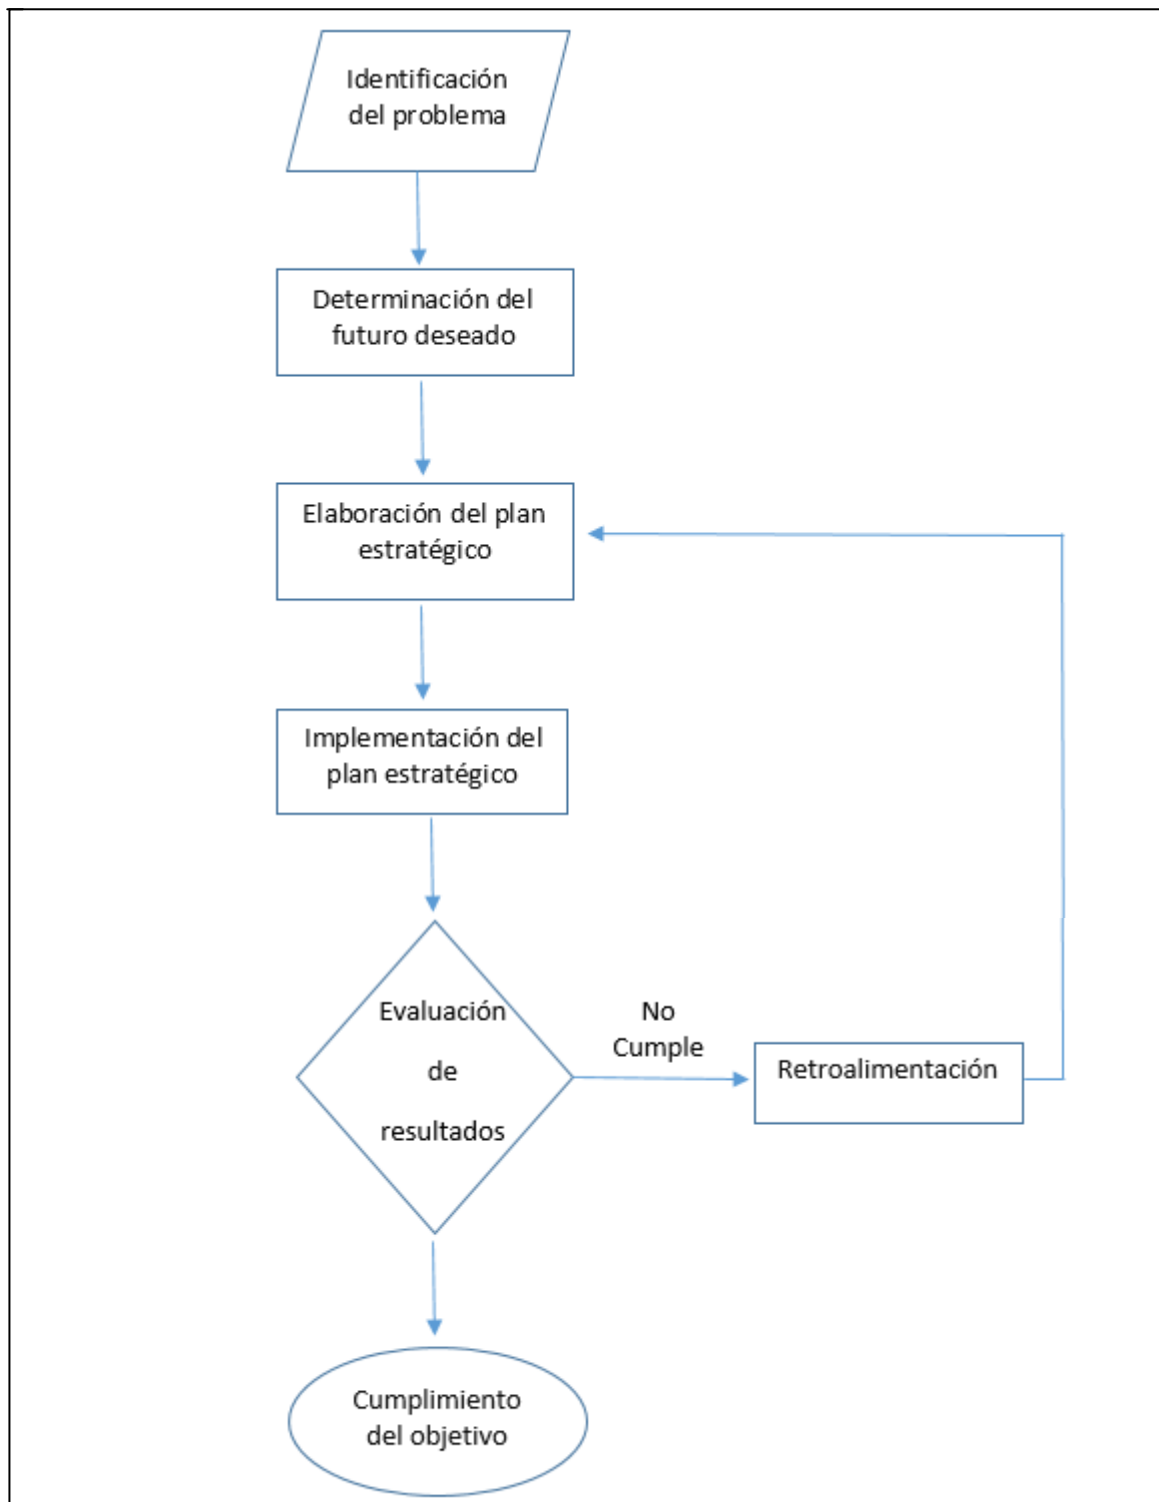 Identificación
del problema
Determinación del
futuro deseado
Elaboración del plan
estratégico
Implementación del
plan estratégico
Evaluación
de
resultados
No
Cumple
Retroalimentación
Cumplimiento
del objetivo